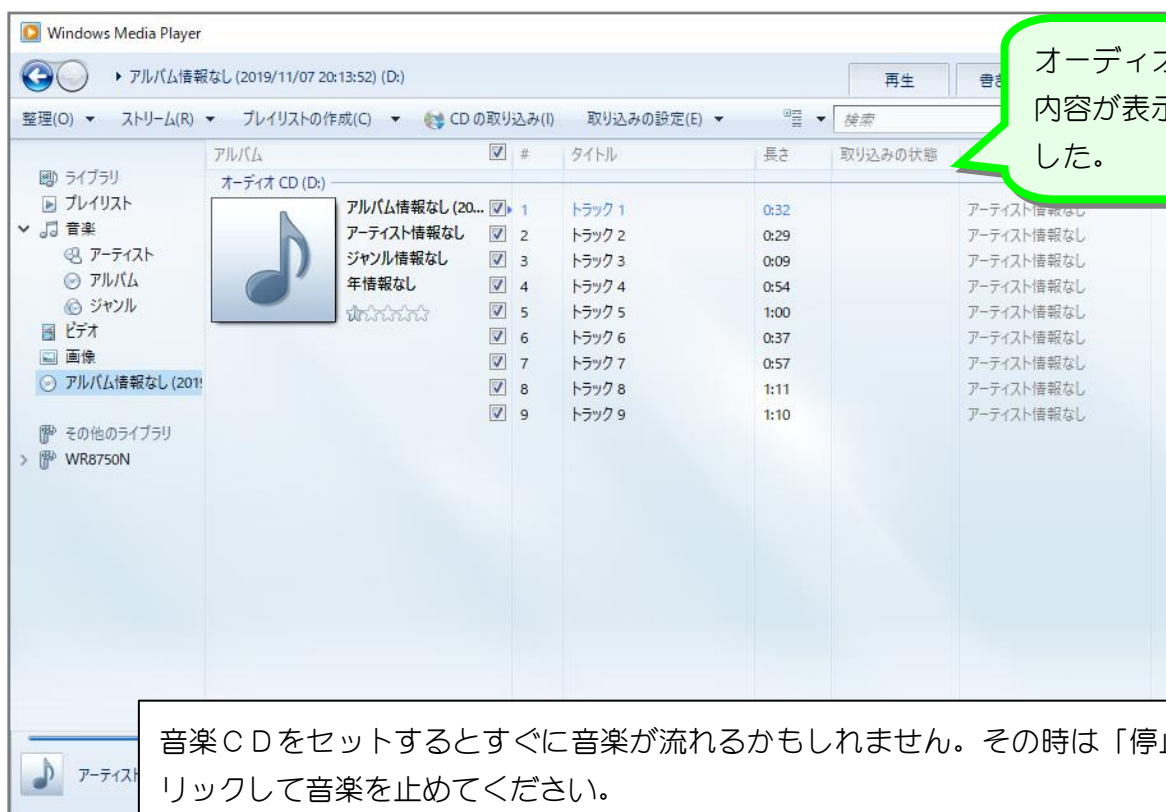 Windows Media Player
アルバム情報なし (2019/11/07 20:13:52) (D:)
再生
整理(O) ストリーム(R) プレイリストの作成(C) CD の取り込み(I) 取り込みの設定(E) 検索
オーディオ
内容が表示
した。
アルバム # タイトル 長さ 取り込みの状態
ライブラリ
プレイリスト
音楽
アーティスト
アルバム
ジャンル
ビデオ
画像
アルバム情報なし (201
その他のライブラリ
WR8750N
オーディオ CD (D:)
アルバム情報なし (20...
アーティスト情報なし
ジャンル情報なし
年情報なし
1 トラック 1 0:32 アーティスト情報なし
2 トラック 2 0:29 アーティスト情報なし
3 トラック 3 0:09 アーティスト情報なし
4 トラック 4 0:54 アーティスト情報なし
5 トラック 5 1:00 アーティスト情報なし
6 トラック 6 0:37 アーティスト情報なし
7 トラック 7 0:57 アーティスト情報なし
8 トラック 8 1:11 アーティスト情報なし
9 トラック 9 1:10 アーティスト情報なし
アーティスト
音楽ＣＤをセットするとすぐに音楽が流れるかもしれません。その時は「停止
リックして音楽を止めてください。